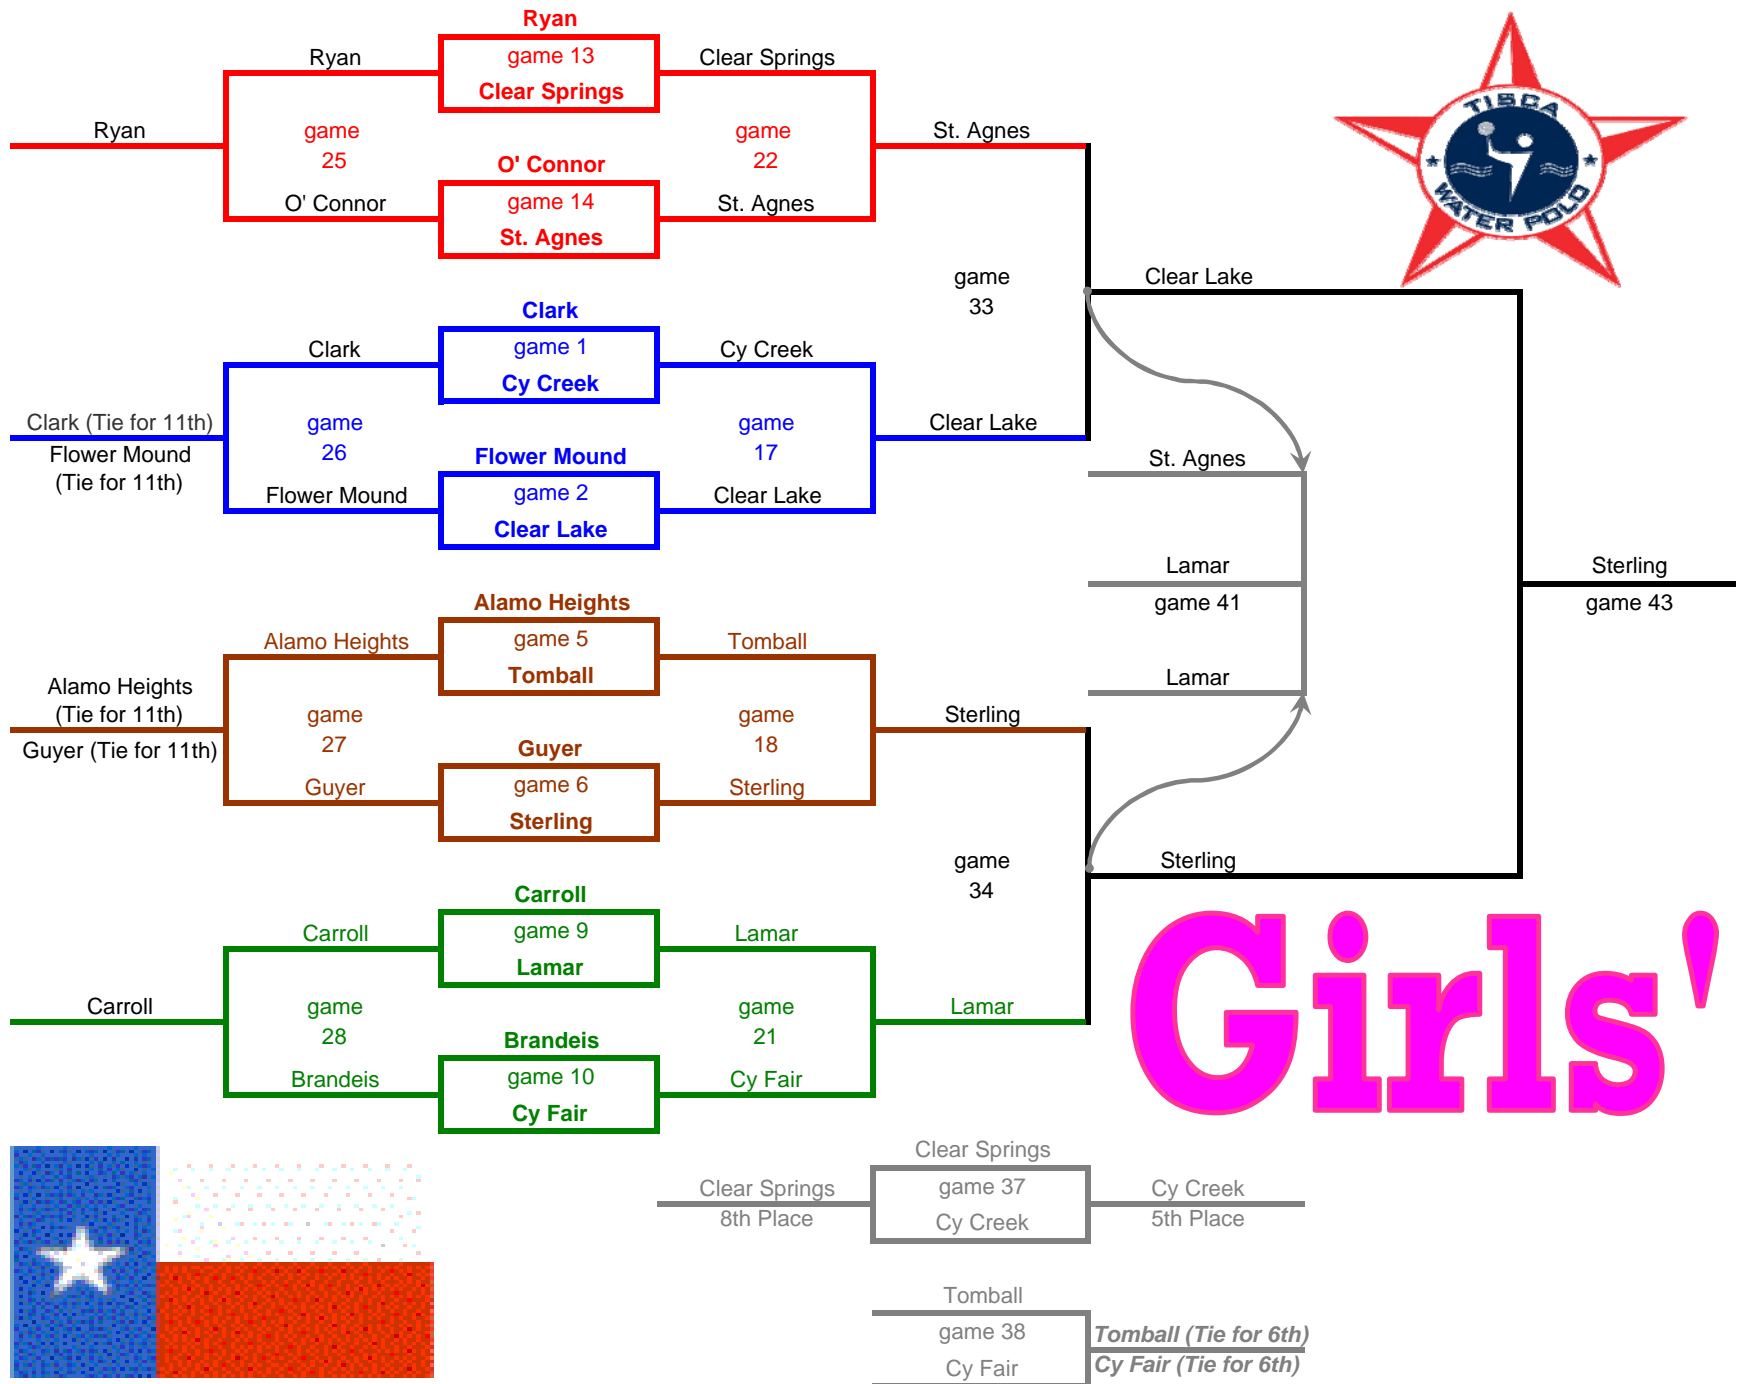 Ryan
Ryan
game 13
Clear Springs
Clear Springs
Ryan
game
25
game
22
St. Agnes
O' Connor
O' Connor
game 14
St. Agnes
St. Agnes
TISCA
WATER POLO
game
33
Clear Lake
Clark
Clark
game 1
Cy Creek
Cy Creek
Clark (Tie for 11th)
Flower Mound
(Tie for 11th)
game
26
game
17
Clear Lake
Flower Mound
Flower Mound
game 2
Clear Lake
Clear Lake
St. Agnes
Lamar
game 41
Lamar
Sterling
game 43
Alamo Heights
Alamo Heights
game 5
Tomball
Tomball
Alamo Heights
(Tie for 11th)
Guyer (Tie for 11th)
game
27
game
18
Sterling
Guyer
Guyer
game 6
Sterling
Sterling
game
34
Sterling
Carroll
Carroll
game 9
Lamar
Lamar
Carroll
game
28
game
21
Lamar
Brandeis
Brandeis
game 10
Cy Fair
Cy Fair
Girls'
Clear Springs
Clear Springs
8th Place
game 37
Cy Creek
Cy Creek
5th Place
Tomball
game 38
Cy Fair
Tomball (Tie for 6th)
Cy Fair (Tie for 6th)